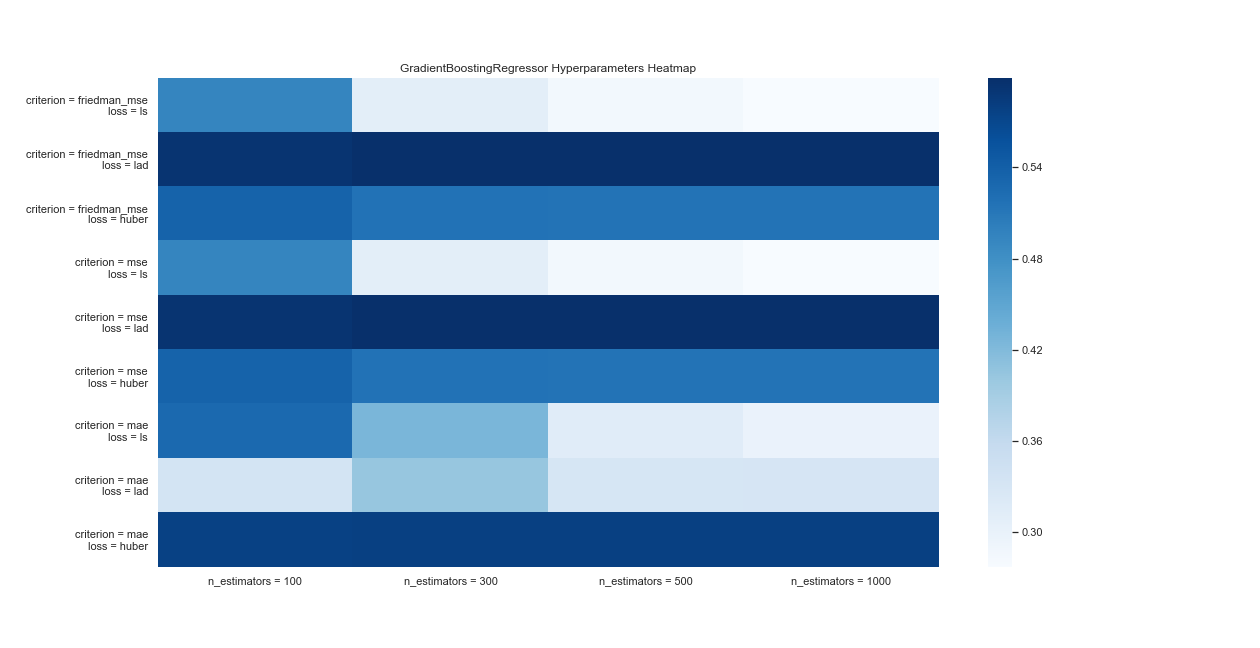 GradientBoostingRegressor Hyperparameters Heatmap
criterion = friedman_mse
loss = ls
criterion = friedman_mse
loss = lad
criterion = friedman_mse
loss = huber
criterion = mse
loss = ls
criterion = mse
loss = lad
criterion = mse
loss = huber
criterion = mae
loss = ls
criterion = mae
loss = lad
criterion = mae
loss = huber
n_estimators = 100
n_estimators = 300
n_estimators = 500
n_estimators = 1000
0.54
0.48
0.42
0.36
0.30